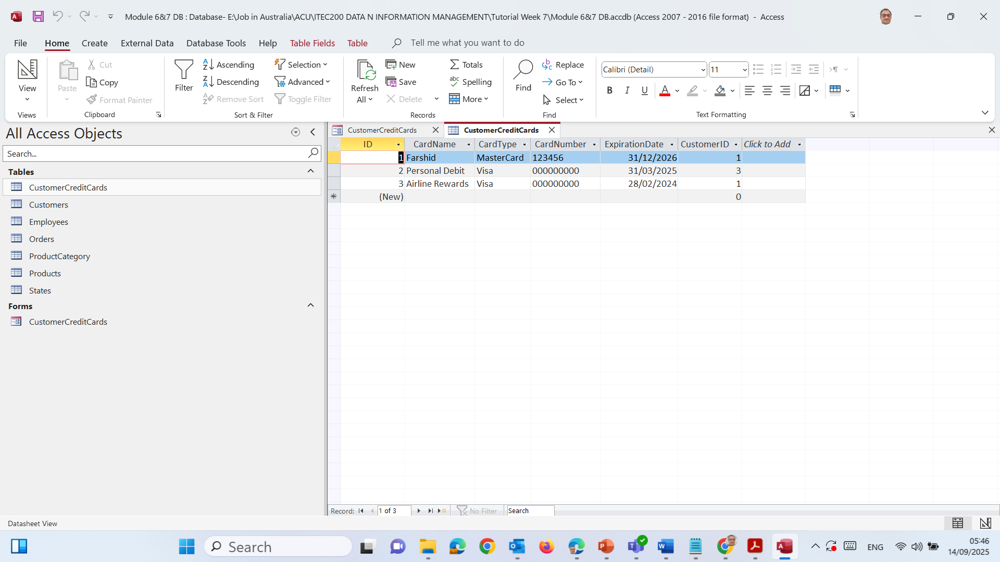 Module 6&7 DB : Database- E:\Job in Australia\ACU\ITEC200 DATA N INFORMATION MANAGEMENT\Tutorial Week 7\Module 6&7 DB.accdb (Access 2007 - 2016 file format) - Access
File Home Create External Data Database Tools Help Table Fields Table Tell me what you want to do
View
Views
Paste
Cut
Copy
Format Painter
Clipboard
Filter
Ascending
Descending
Remove Sort
Selection
Advanced
Toggle Filter
Sort & Filter
Refresh
All
New
Save
Delete
Totals
Spelling
More
Records
Find
Replace
Go To
Select
Find
Calibri (Detail) 11
B I U A
Text Formatting
All Access Objects
Search...
Tables
CustomerCreditCards
Customers
Employees
Orders
ProductCategory
Products
States
Forms
CustomerCreditCards
CustomerCreditCards CustomerCreditCards
ID CardName CardType CardNumber ExpirationDate CustomerID Click to Add
1 Farshid MasterCard 123456 31/12/2026 1
2 Personal Debit Visa 000000000 31/03/2025 3
3 Airline Rewards Visa 000000000 28/02/2024 1
(New) 0
Record: 1 of 3 No Filter Search
Datasheet View
Search
ENG
05:46
14/09/2025